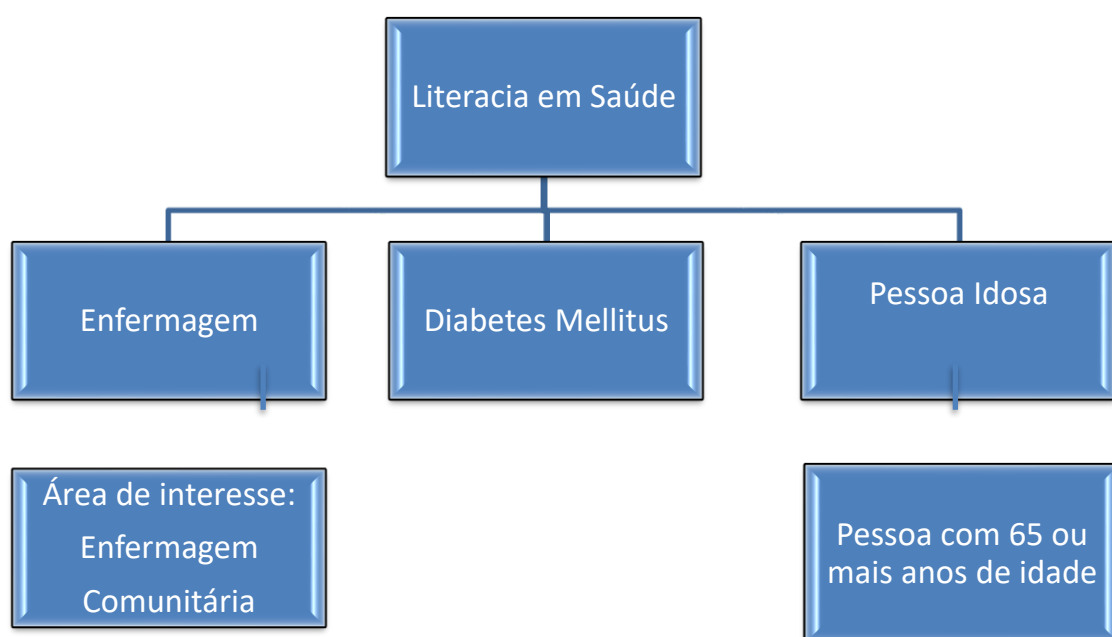 Literacia em Saúde
Enfermagem
Diabetes Mellitus
Pessoa Idosa
Área de interesse:
Enfermagem
Comunitária
Pessoa com 65 ou
mais anos de idade